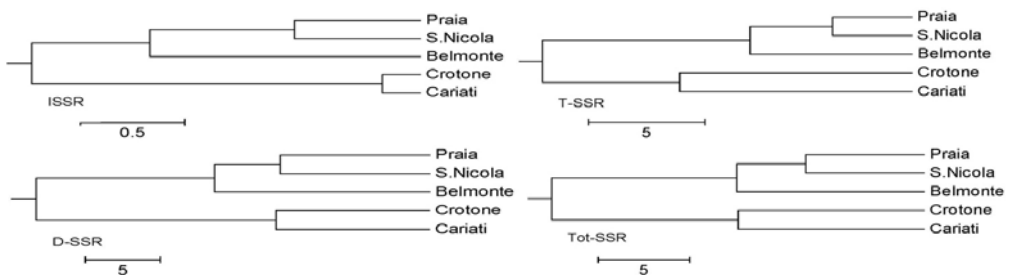 Praia
S.Nicola
Belmonte
Crotone
Cariati
ISSR
0.5
Praia
S.Nicola
Belmonte
Crotone
Cariati
T-SSR
5
Praia
S.Nicola
Belmonte
Crotone
Cariati
D-SSR
5
Praia
S.Nicola
Belmonte
Crotone
Cariati
Tot-SSR
5